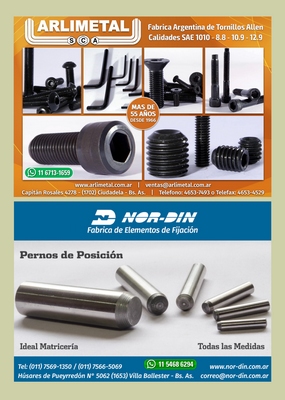 ARLIMETAL
S C A
Fabrica Argentina de Tornillos Allen
Calidades SAE 1010 - 8.8 - 10.9 - 12.9
MAS DE
55 AÑOS
DESDE 1966
11 6713-1659
www.arlimetal.com.ar | ventas@arlimetal.com.ar
Capitán Rosales 4278 - (1702) Ciudadela - Bs. As. | Telefono: 4653-7493 o Telefax: 4653-4529
NOR-DIN
Fabrica de Elementos de Fijación
Pernos de Posición
Ideal Matricería
Todas las Medidas
Tel: (011) 7569-1350 / (011) 7566-5069
11 5468 6294
www.nor-din.com.ar
Húsares de Pueyrredón N° 5062 (1653) Villa Ballester - Bs. As.
correo@nor-din.com.ar